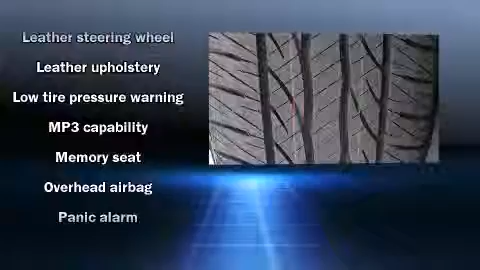 Leather steering wheel
Leather upholstery
Low tire pressure warning
MP3 capability
Memory seat
Overhead airbag
Panic alarm